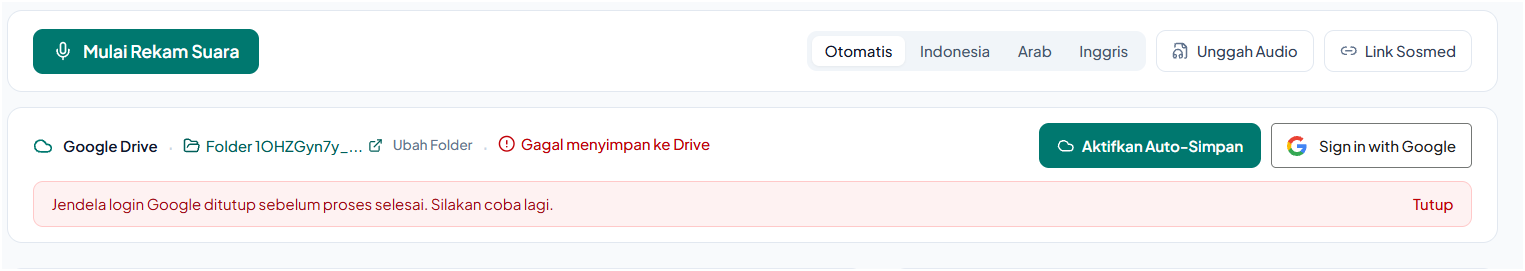 Mulai Rekam Suara Otomatis Indonesia Arab Inggris Unggah Audio Link Sosmed
Google Drive · Folder 1OHZGyn7y_... Ubah Folder · Gagal menyimpan ke Drive Aktifkan Auto-Simpan Sign in with Google
Jendela login Google ditutup sebelum proses selesai. Silakan coba lagi. Tutup